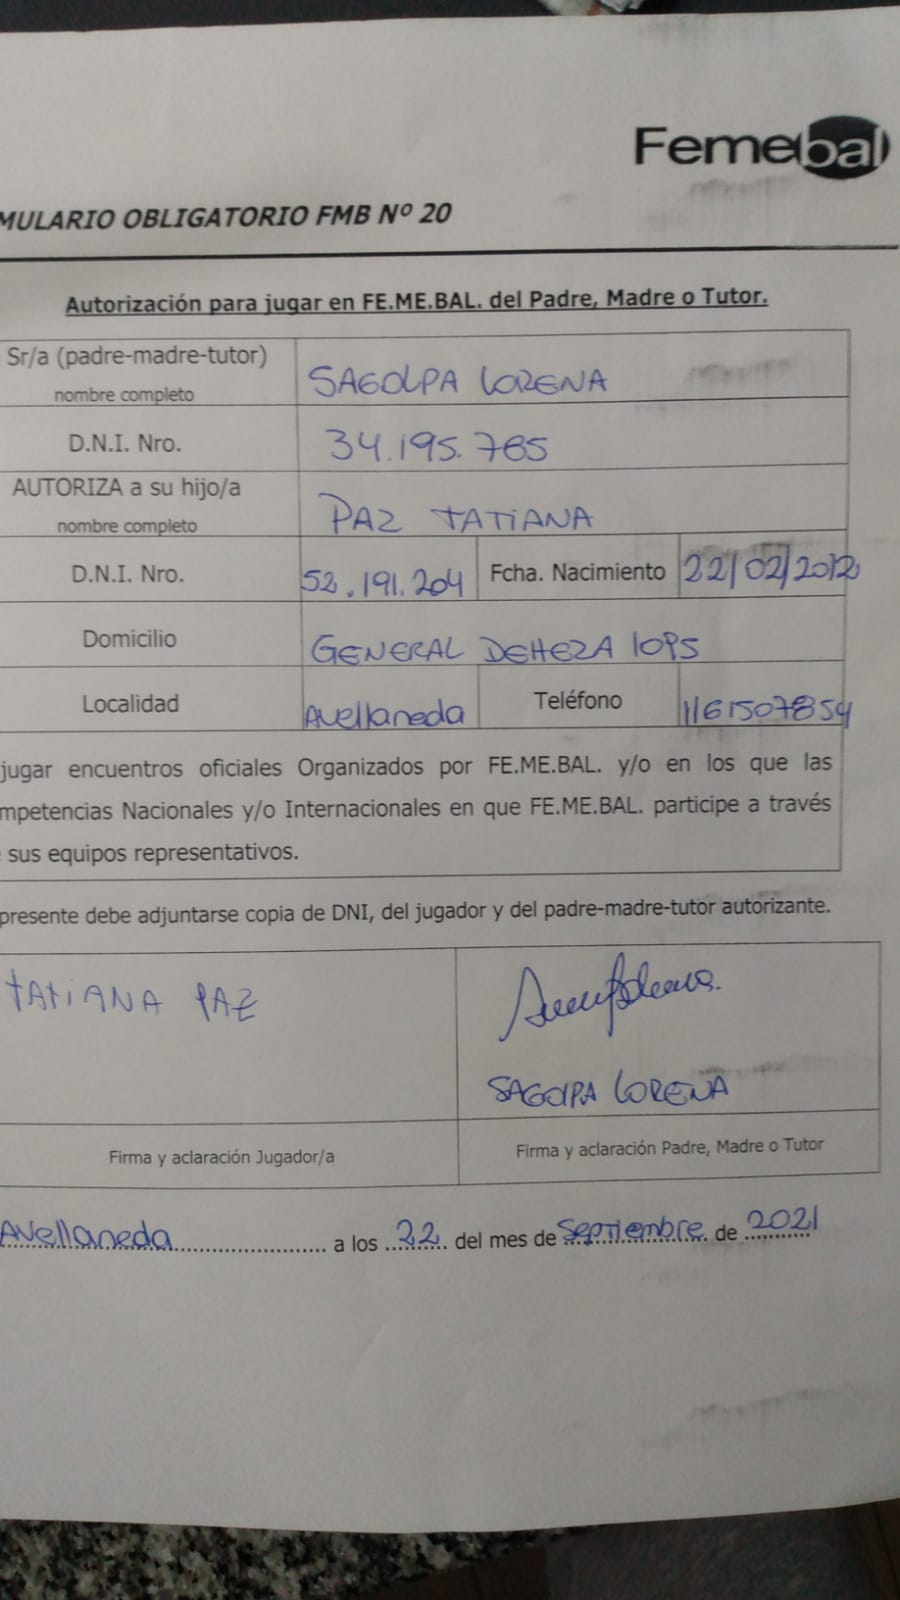 Femebal
MULARIO OBLIGATORIO FMB Nº 20
Autorización para jugar en FE.ME.BAL. del Padre, Madre o Tutor.
Sr/a (padre-madre-tutor)
nombre completo
SAGOLPA LORENA
D.N.I. Nro.
34.195.765
AUTORIZA a su hijo/a
nombre completo
PAZ TATIANA
D.N.I. Nro. 52.191.204 Fcha. Nacimiento 22/02/2012
Domicilio GENERAL DEHEZA 1095
Localidad Avellaneda Teléfono 1161507854
jugar encuentros oficiales Organizados por FE.ME.BAL. y/o en los que las
mpetencias Nacionales y/o Internacionales en que FE.ME.BAL. participe a través
sus equipos representativos.
presente debe adjuntarse copia de DNI, del jugador y del padre-madre-tutor autorizante.
TATIANA PAZ
SAGOLPA LORENA
Firma y aclaración Jugador/a
Firma y aclaración Padre, Madre o Tutor
Avellaneda a los 22 del mes de Septiembre de 2021